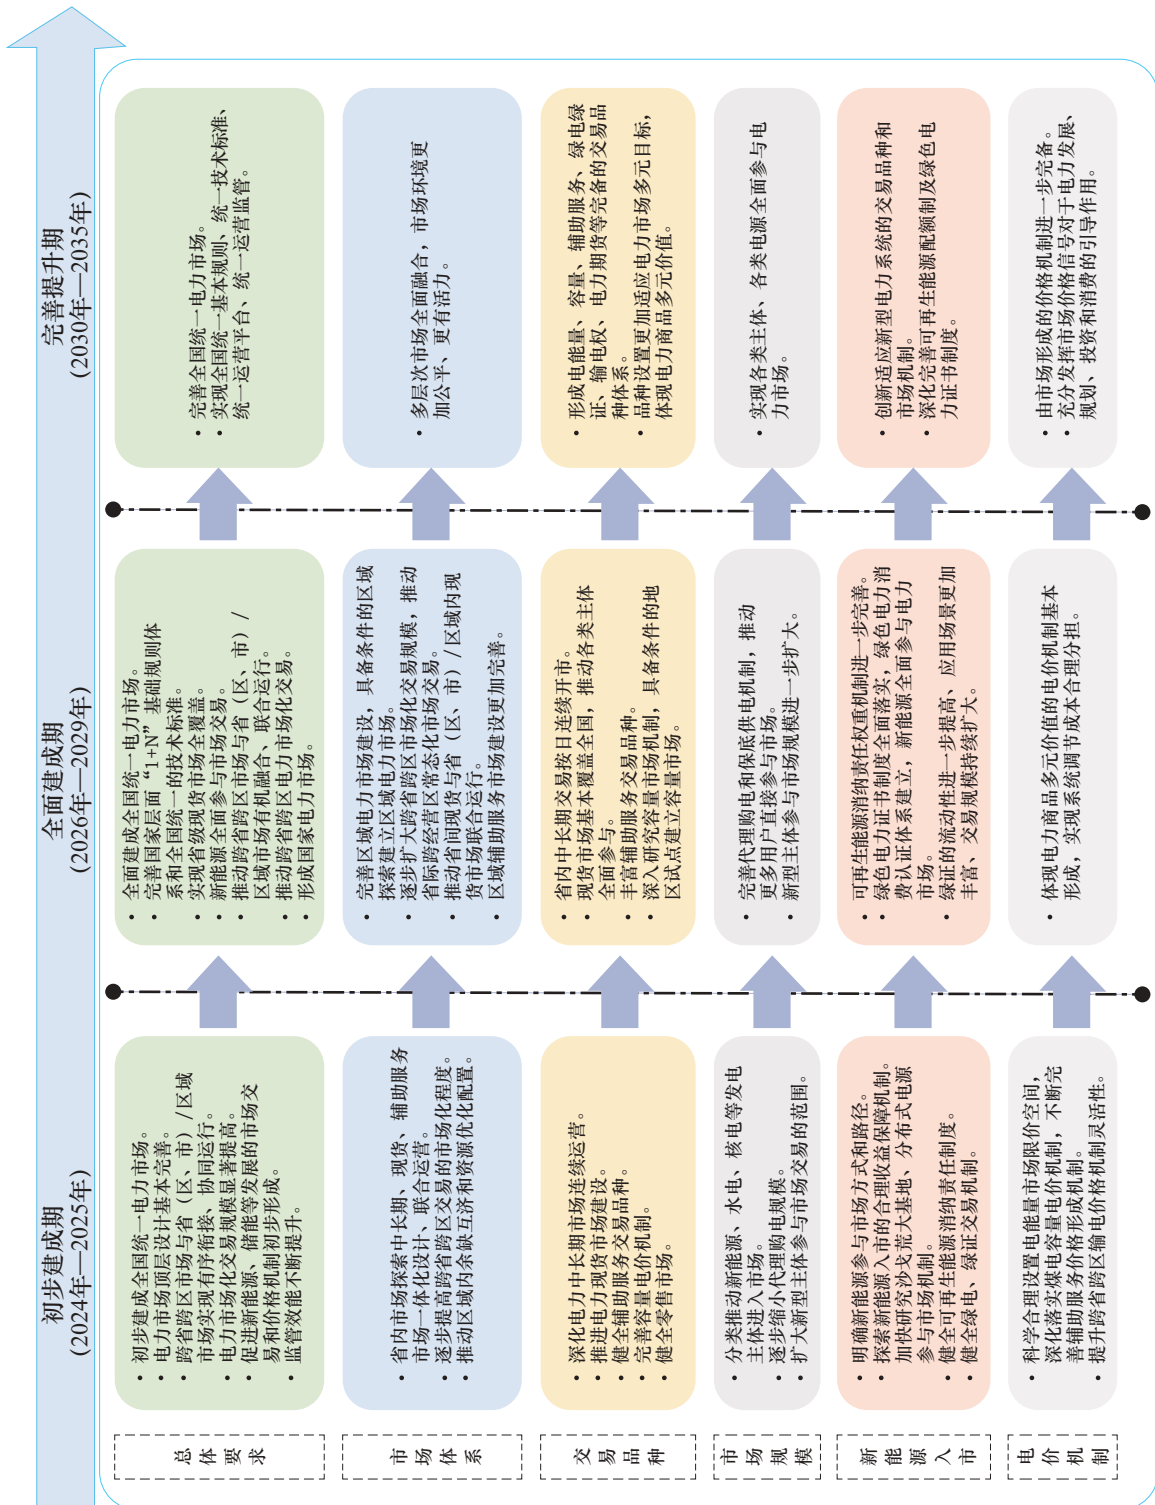 初步建成期
(2024年—2025年)
全面建成期
(2026年—2029年)
完善提升期
(2030年—2035年)
总体要求
• 初步建成全国统一电力市场。
• 电力市场顶层设计基本完善。
• 跨省跨区市场与省（区、市）/区域
市场实现有序衔接、协同运行。
• 电力市场化交易规模显著提高。
• 促进新能源、储能等发展的市场交
易和价格机制初步形成。
• 监管效能不断提升。
• 全面建成全国统一电力市场。
• 完善国家层面“1+N”基础规则体
系和全国统一的技术标准。
• 实现省级现货市场全覆盖。
• 新能源全面参与市场交易。
• 推动跨省跨区市场与省（区、市）/
区域市场有机融合、联合运行。
• 推动跨省跨区电力市场化交易。
• 形成国家电力市场。
• 完善全国统一电力市场。
• 实现全国统一基本规则、统一技术标准、
统一运营平台、统一运营监管。
市场体系
• 省内市场探索中长期、现货、辅助服务
市场一体化设计、联合运营。
• 逐步提高跨省跨区交易的市场化程度。
• 推动区域内余缺互济和资源优化配置。
• 完善区域电力市场建设，具备条件的区域
探索建立区域电力市场。
• 逐步扩大跨省跨区市场化交易规模，推动
省际跨经营区常态化市场交易。
• 推动省间现货与省（区、市）/区域内现
货市场联合运行。
• 区域辅助服务市场建设更加完善。
• 多层次市场全面融合，市场环境更
加公平、更有活力。
交易品种
• 深化电力中长期市场连续运营。
• 推进电力现货市场建设。
• 健全辅助服务交易品种。
• 完善容量电价机制。
• 健全零售市场。
• 省内中长期交易按日连续开市。
• 现货市场基本覆盖全国，推动各类主体
全面参与。
• 丰富辅助服务交易品种。
• 深入研究容量市场机制，具备条件的地
区试点建立容量市场。
• 形成电能量、容量、辅助服务、绿电绿
证、输电权、电力期货等完备的交易品
种体系。
• 品种设置更加适应电力市场多元目标，
体现电力商品多元价值。
市场规模
• 分类推动新能源、水电、核电等发电
主体进入市场。
• 逐步缩小代理购电规模。
• 扩大新型主体参与市场交易的范围。
• 完善代理购电和保底供电机制，推动
更多用户直接参与市场。
• 新型主体参与市场规模进一步扩大。
• 实现各类主体、各类电源全面参与电
力市场。
新能源入市
• 明确新能源参与市场方式和路径。
• 探索新能源入市的合理收益保障机制。
• 加快研究沙戈荒大基地、分布式电源
参与市场机制。
• 健全可再生能源消纳责任制度。
• 健全绿电、绿证交易机制。
• 可再生能源消纳责任权重机制进一步完善。
• 绿色电力证书制度全面落实，绿色电力消
费认证体系建立，新能源全面参与电力
市场。
• 绿证的流动性进一步提高、应用场景更加
丰富、交易规模持续扩大。
• 创新适应新型电力系统的交易品种和
市场机制。
• 深化完善可再生能源配额制及绿色电
力证书制度。
电价机制
• 科学合理设置电能量市场限价空间，
• 深化落实煤电容量电价机制，不断完
善辅助服务价格形成机制。
• 提升跨省跨区输电价格机制灵活性。
• 体现电力商品多元价值的电价机制基本
形成，实现系统调节成本合理分担。
• 由市场形成的价格机制进一步完备。
• 充分发挥市场价格信号对于电力发展、
规划、投资和消费的引导作用。